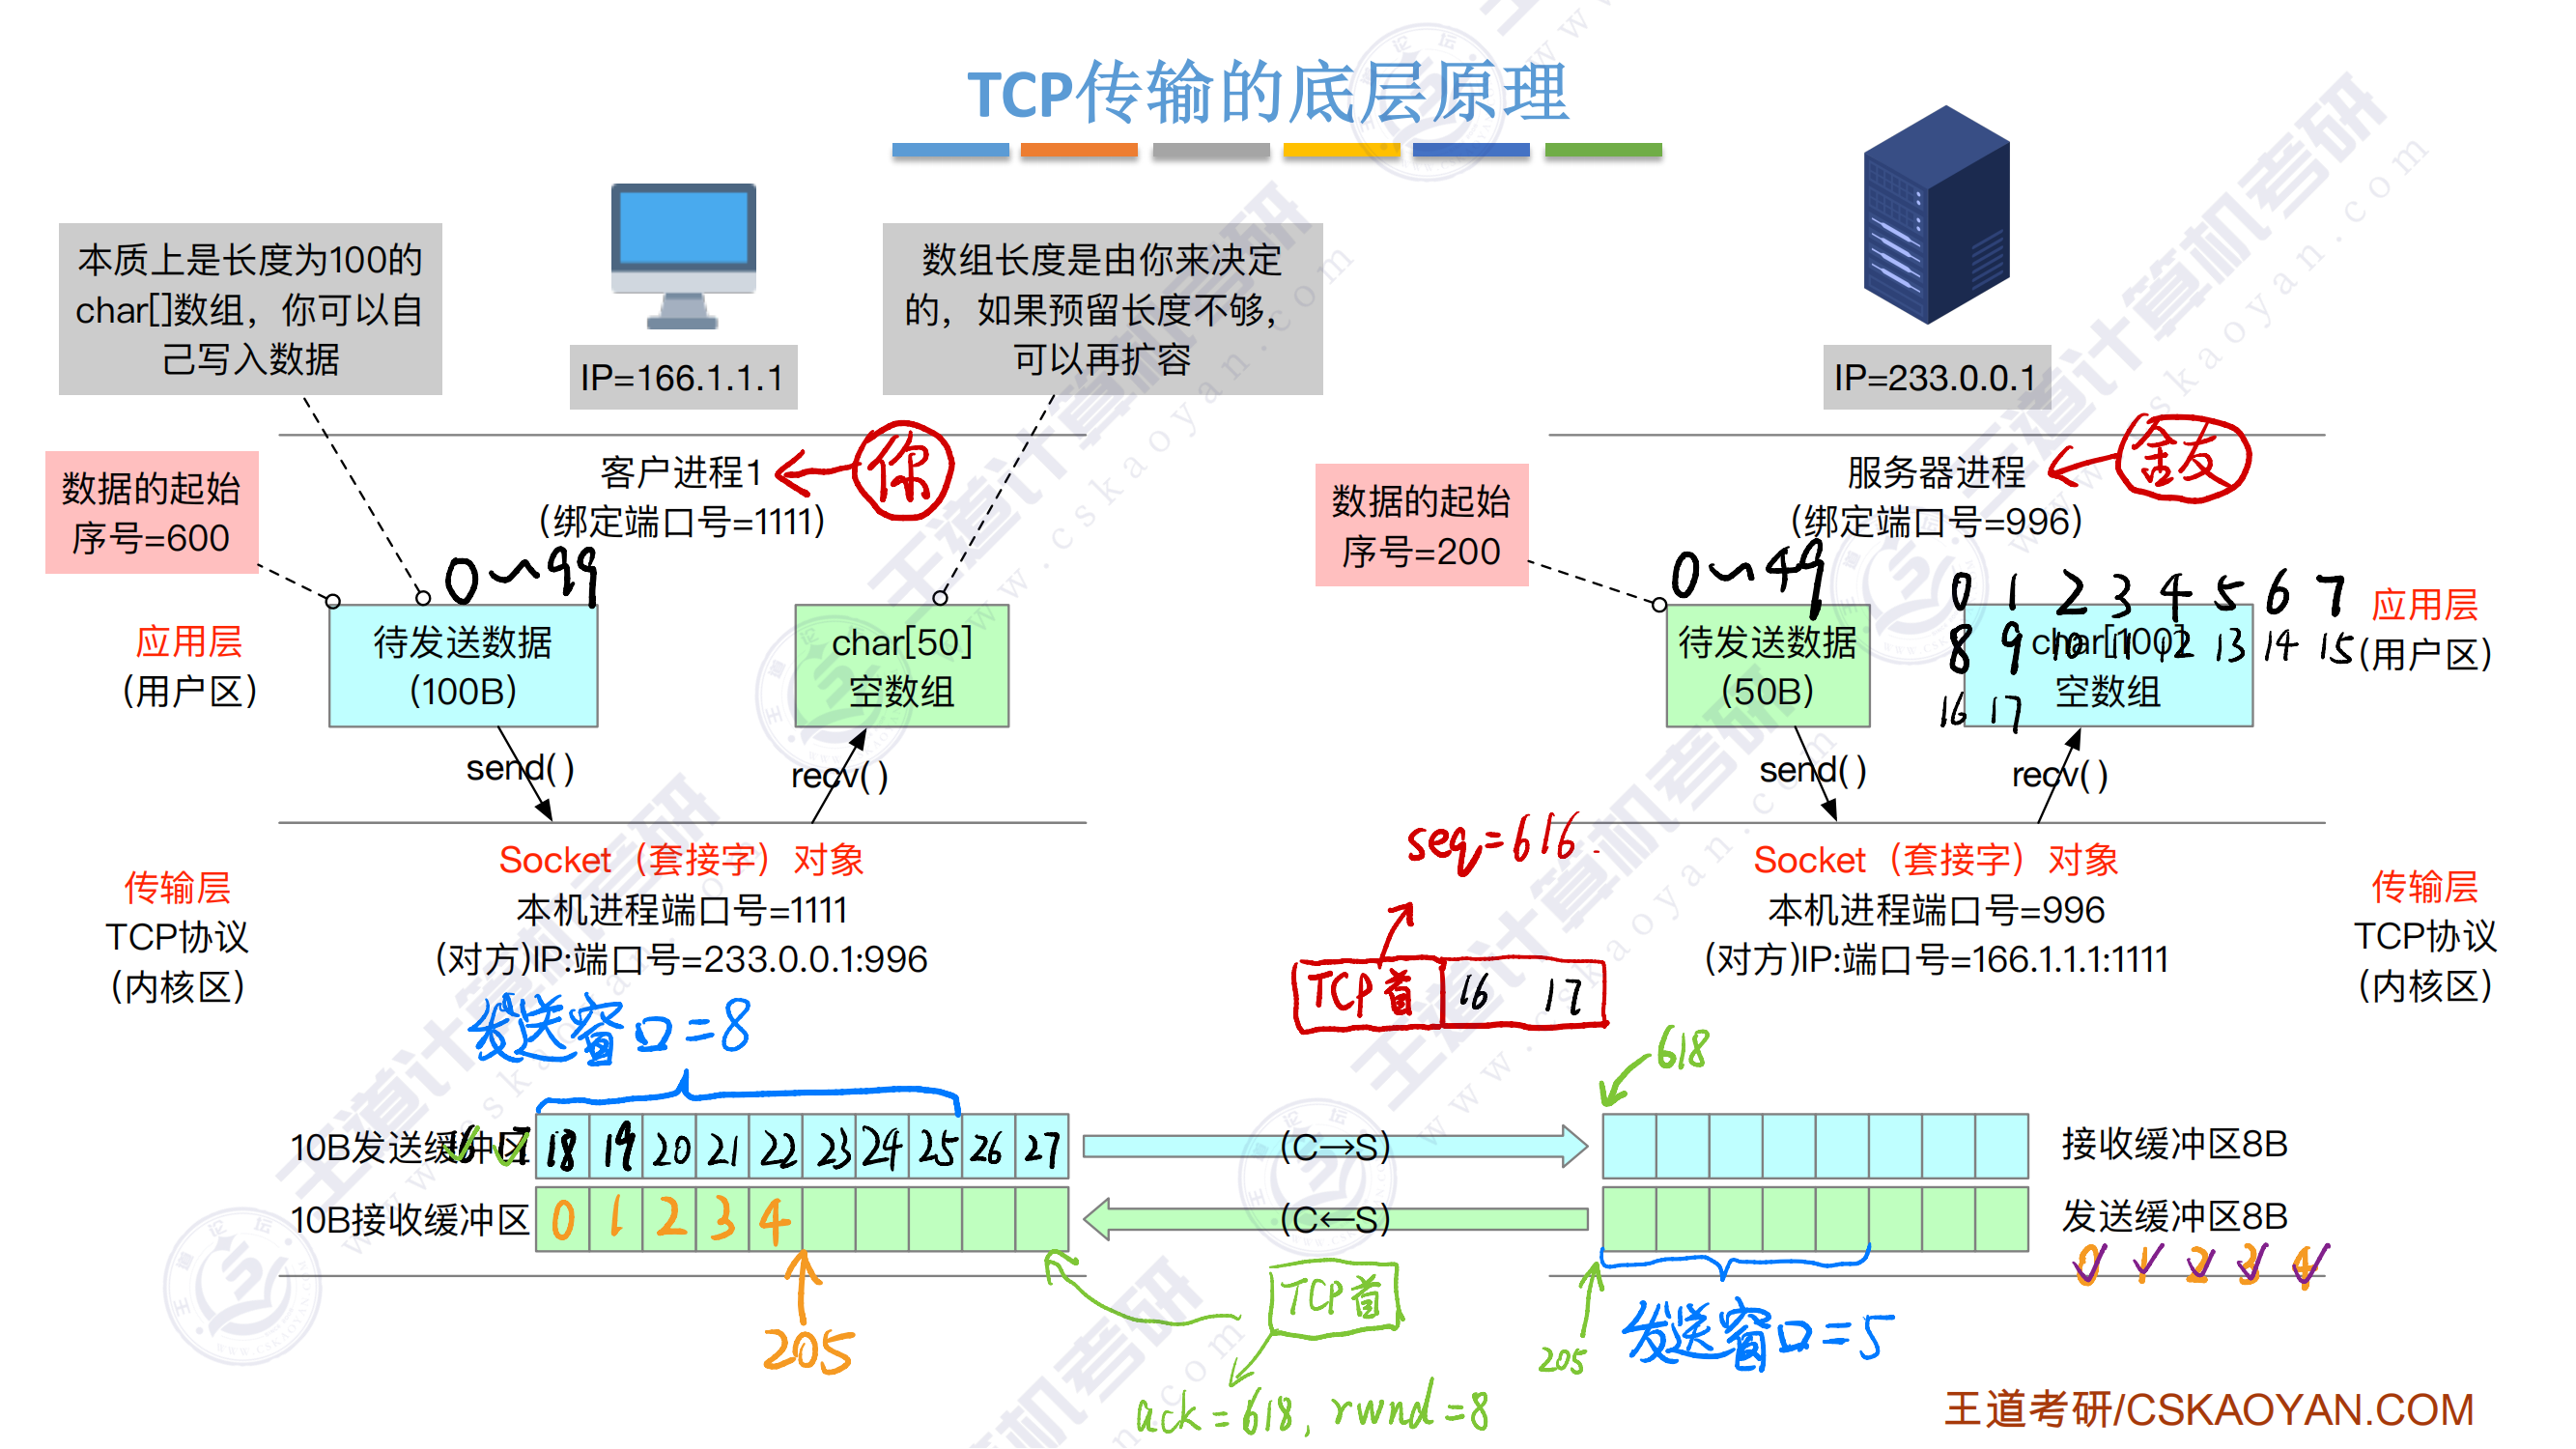 TCP传输的底层原理
本质上是长度为100的
char[]数组，你可以自
己写入数据
IP=166.1.1.1
数组长度是由你来决定
的，如果预留长度不够，
可以再扩容
IP=233.0.0.1
数据的起始
序号=600
客户进程1
(绑定端口号=1111)
你
数据的起始
序号=200
服务器进程
(绑定端口号=996)
0~99
0~49
0 1 2 3 4 5 6 7
8 9 10 11 12 13 14 15
16 17
应用层
(用户区)
待发送数据
(100B)
char[50]
空数组
待发送数据
(50B)
char[100]
空数组
应用层
(用户区)
send()
recv()
send()
recv()
传输层
TCP协议
(内核区)
Socket（套接字）对象
本机进程端口号=1111
(对方)IP:端口号=233.0.0.1:996
seq=616
TCP首 16 17
Socket（套接字）对象
本机进程端口号=996
(对方)IP:端口号=166.1.1.1:1111
传输层
TCP协议
(内核区)
发送窗口=8
618
10B发送缓冲区
16 17 18 19 20 21 22 23 24 25 26 27
(C→S)
接收缓冲区8B
10B接收缓冲区
0 1 2 3 4
(C←S)
发送缓冲区8B
0 1 2 3 4
205
TCP首
205
发送窗口=5
ack=618, rwnd=8
王道考研/CSKAOYAN.COM
王道计算机考研
www.cskaoyan.com